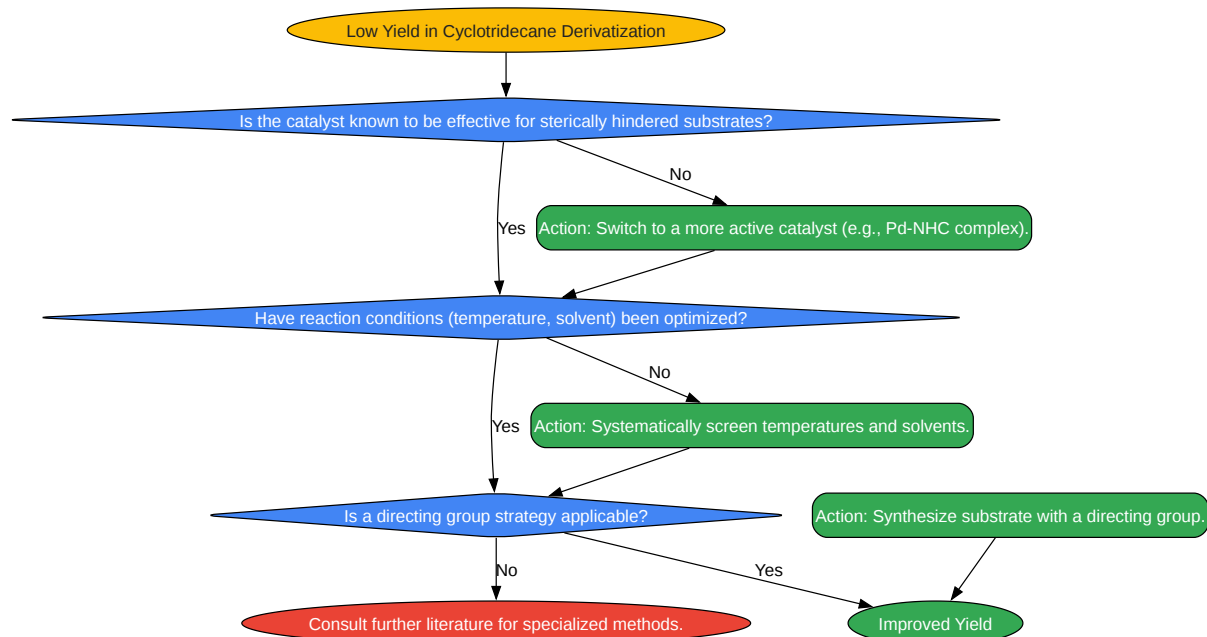 Low Yield in Cyclotridecane Derivatization
Is the catalyst known to be effective for sterically hindered substrates?
No
Yes
Action: Switch to a more active catalyst (e.g., Pd-NHC complex).
Have reaction conditions (temperature, solvent) been optimized?
No
Yes
Action: Systematically screen temperatures and solvents.
Is a directing group strategy applicable?
Action: Synthesize substrate with a directing group.
No
Yes
Consult further literature for specialized methods.
Improved Yield